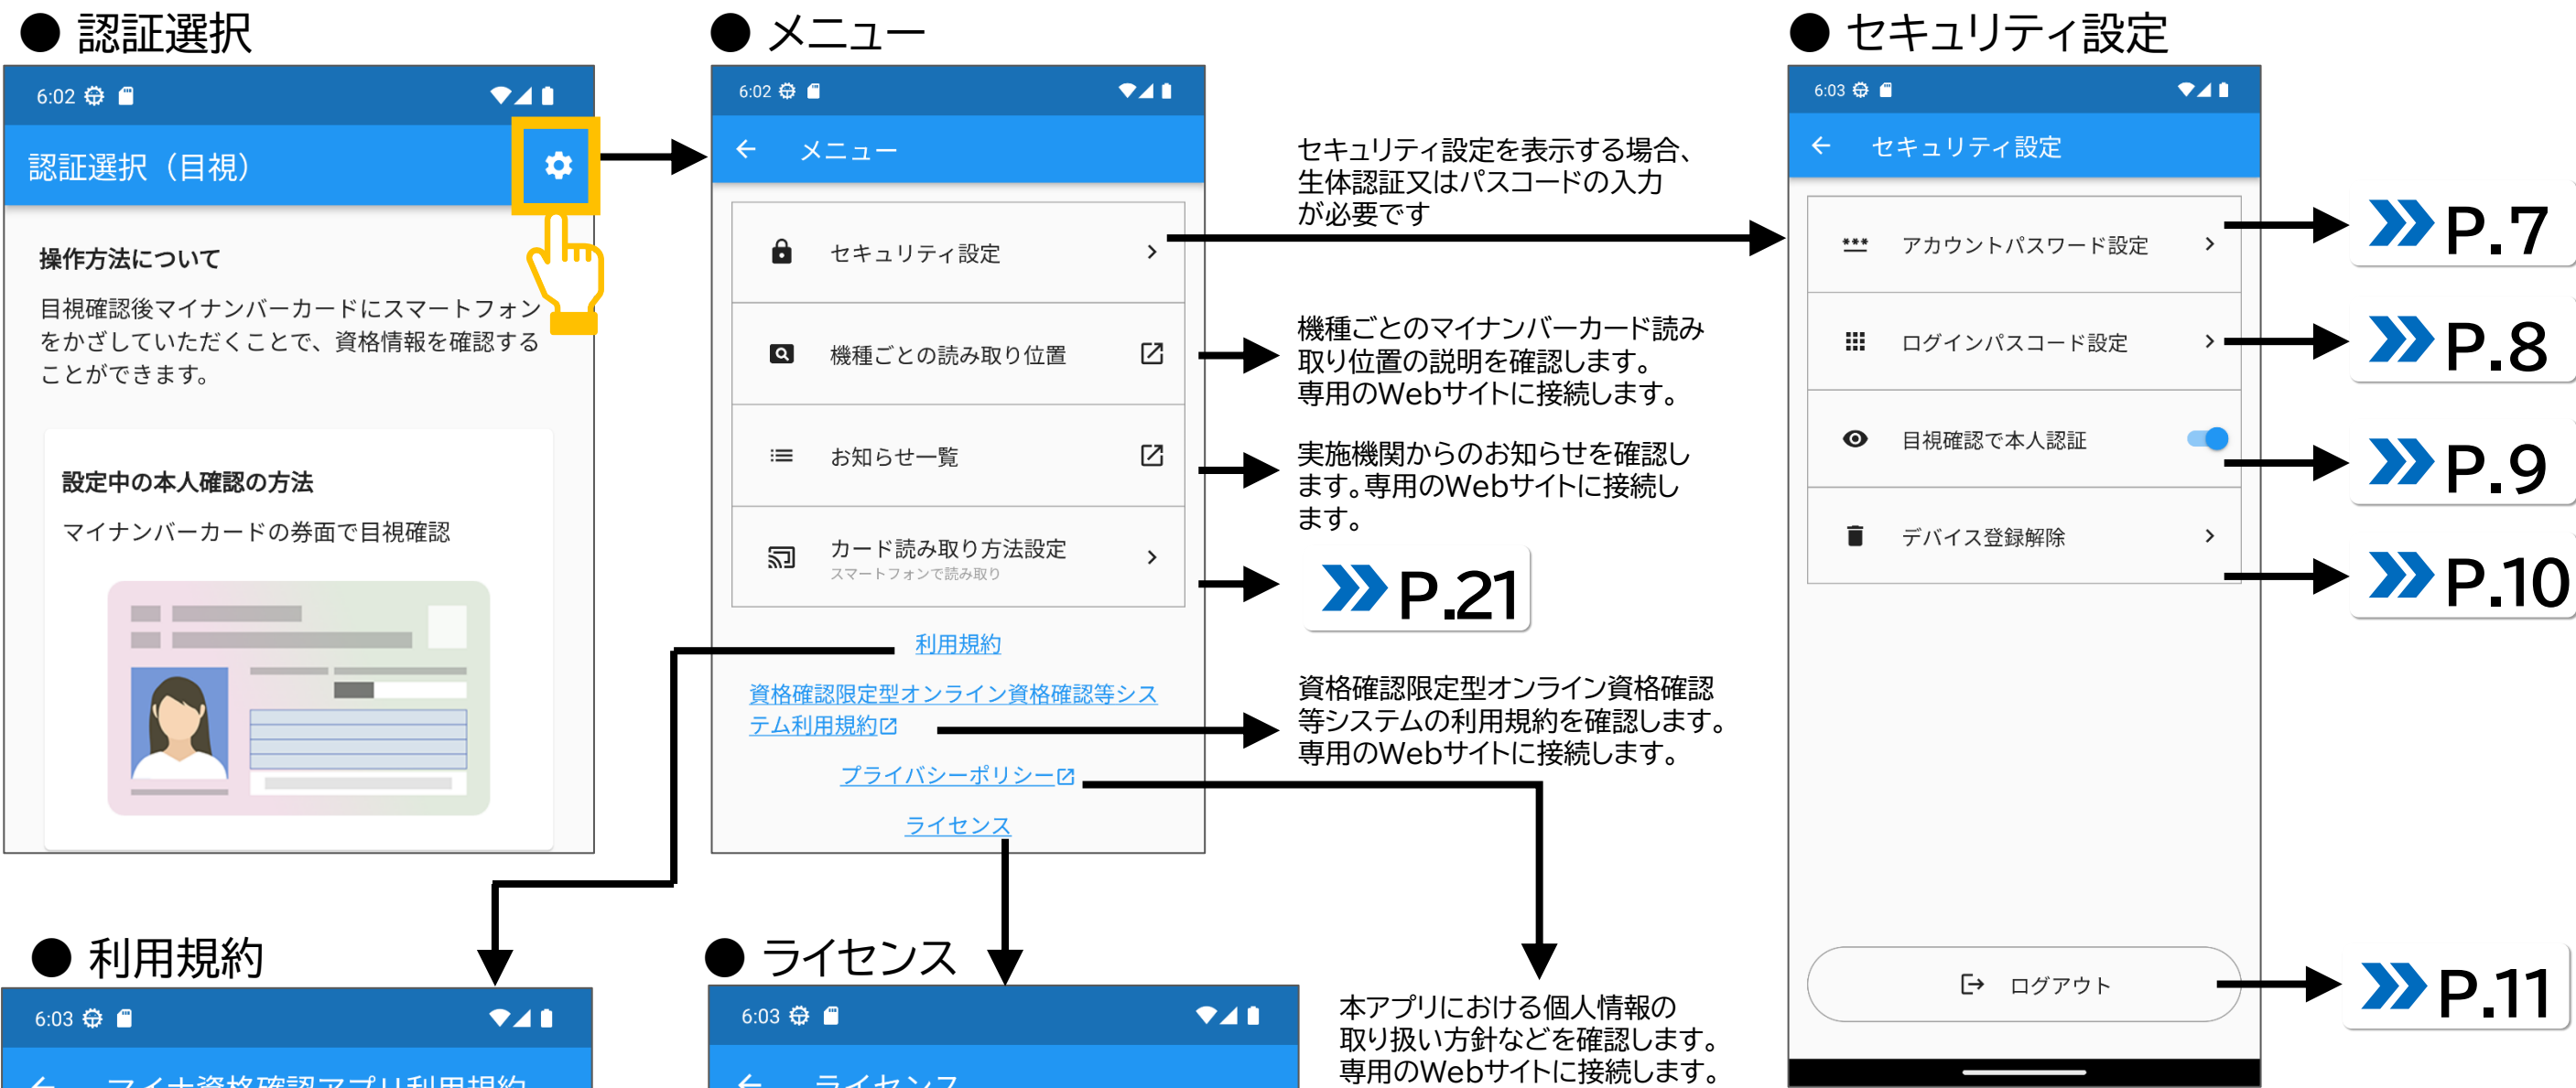 ● 認証選択
6:02
認証選択（目視）
操作方法について
目視確認後マイナンバーカードにスマートフォン
をかざしていただくことで、資格情報を確認する
ことができます。
設定中の本人確認の方法
マイナンバーカードの券面で目視確認
● メニュー
6:02
← メニュー
セキュリティ設定
機種ごとの読み取り位置
お知らせ一覧
カード読み取り方法設定
スマートフォンで読み取り
利用規約
資格確認限定型オンライン資格確認等シス
テム利用規約
プライバシーポリシー
ライセンス
セキュリティ設定を表示する場合、
生体認証又はパスコードの入力
が必要です
機種ごとのマイナンバーカード読み
取り位置の説明を確認します。
専用のWebサイトに接続します。
実施機関からのお知らせを確認し
ます。専用のWebサイトに接続し
ます。
P.21
資格確認限定型オンライン資格確認
等システムの利用規約を確認します。
専用のWebサイトに接続します。
● セキュリティ設定
6:03
← セキュリティ設定
アカウントパスワード設定
P.7
ログインパスコード設定
P.8
目視確認で本人認証
P.9
デバイス登録解除
P.10
ログアウト
P.11
● 利用規約
6:03
← マイナ資格確認アプリ利用規約
● ライセンス
6:03
← ライセンス
本アプリにおける個人情報の
取り扱い方針などを確認します。
専用のWebサイトに接続します。